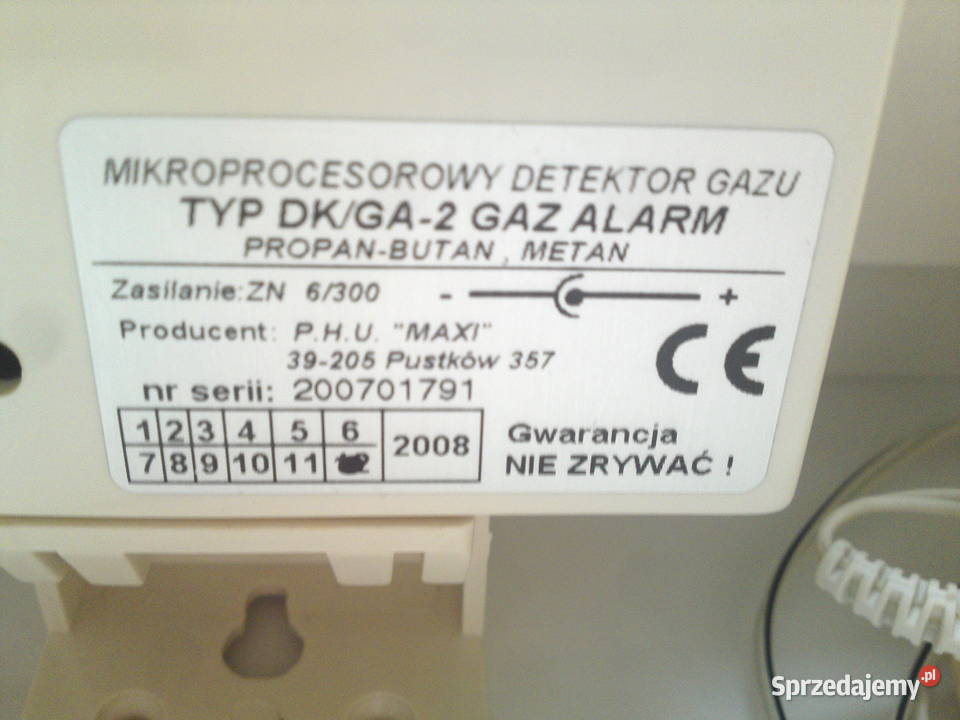 MIKROPROCESOROWY DETEKTOR GAZU
TYP DK/GA-2 GAZ ALARM
PROPAN-BUTAN , METAN
Zasilanie: ZN 6/300 - +
Producent: P.H.U. "MAXI"
39-205 Pustków 357
CE
nr serii: 200701791
1 2 3 4 5 6
7 8 9 10 11
2008
Gwarancja
NIE ZRYWAĆ !
Sprzedajemy.pl